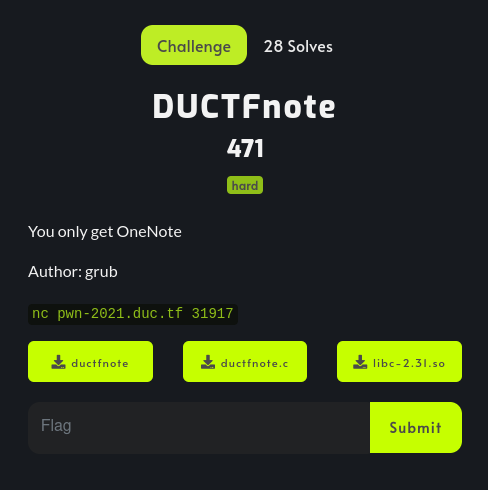 Challenge 28 Solves
DUCTFnote
471
hard
You only get OneNote
Author: grub
nc pwn-2021.duc.tf 31917
ductfnote ductfnote.c libc-2.31.so
Flag Submit